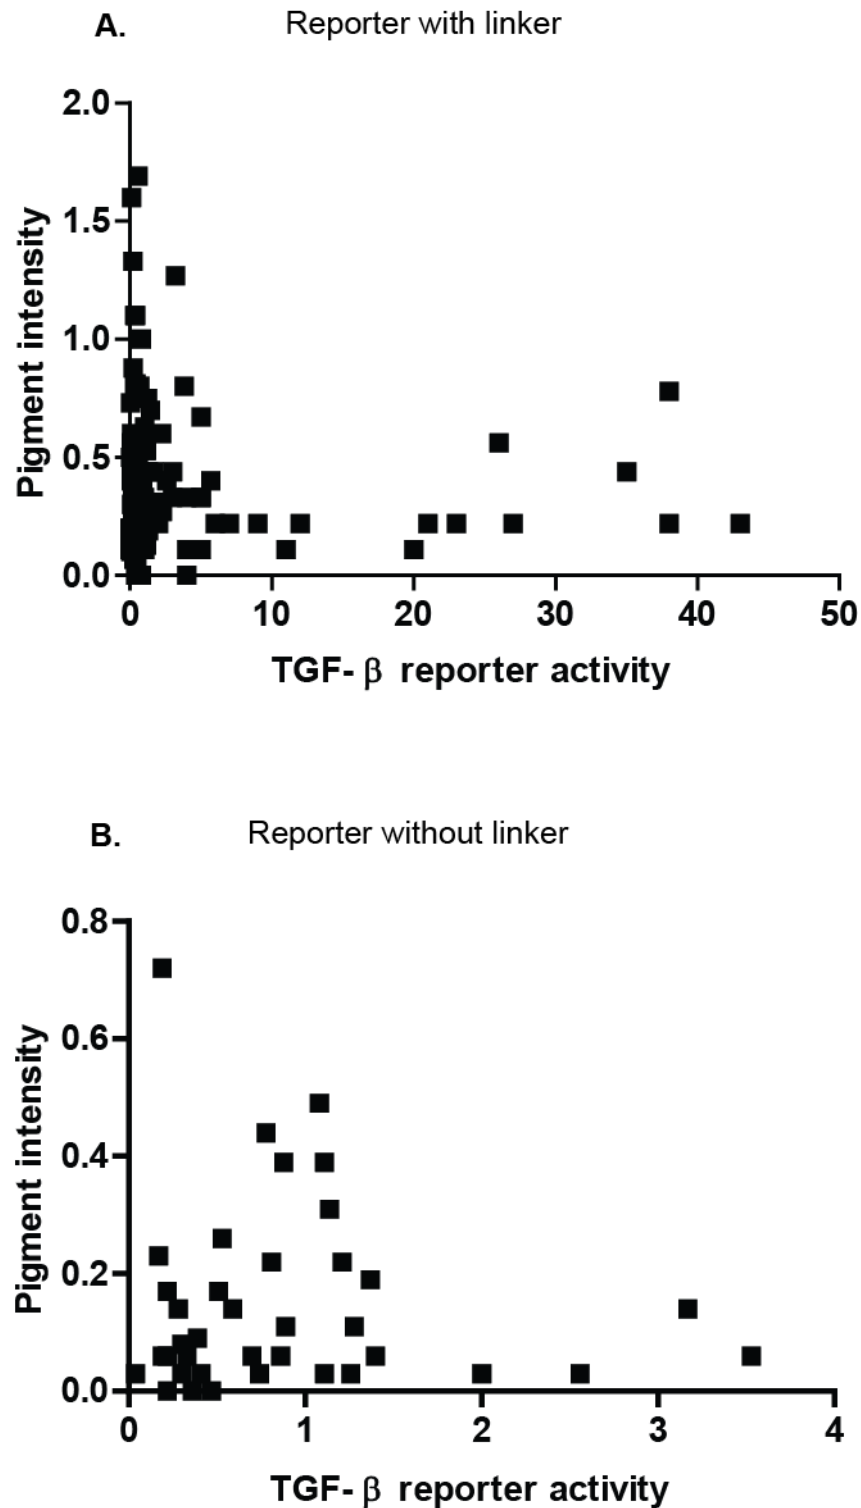 A. Reporter with linker
2.0
1.5
1.0
0.5
0.0
Pigment intensity
0 10 20 30 40 50
TGF- β reporter activity
B. Reporter without linker
0.8
0.6
0.4
0.2
0.0
Pigment intensity
0 1 2 3 4
TGF- β reporter activity